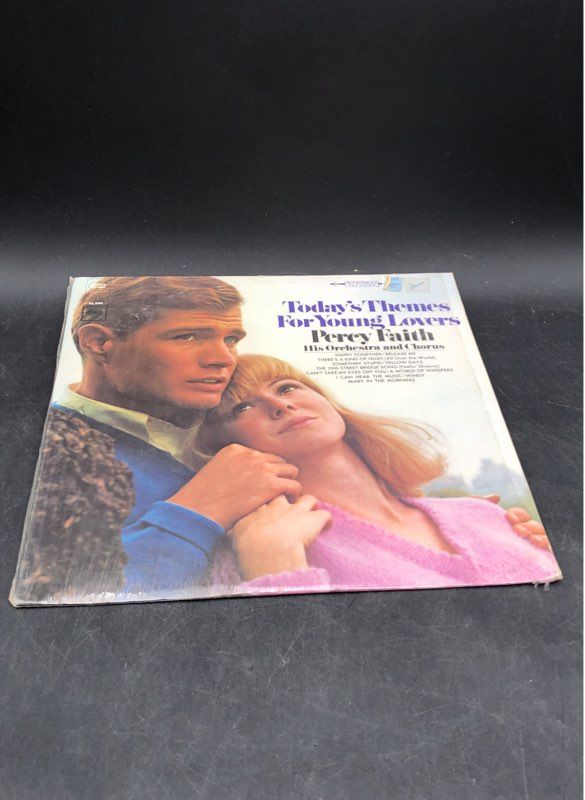 STEREO
Today's Themes
For Young Lovers
Percy Faith
His Orchestra and Chorus
HAPPY TOGETHER • RELEASE ME
THERE'S A KIND OF HUSH (All Over the World)
SOMETHIN' STUPID • YELLOW DAYS
THE 59th STREET BRIDGE SONG (Feelin' Groovy)
CAN'T TAKE MY EYES OFF YOU / A WORLD OF WHISPERS
I CAN HEAR THE MUSIC / WINDY
MARY IN THE MORNING